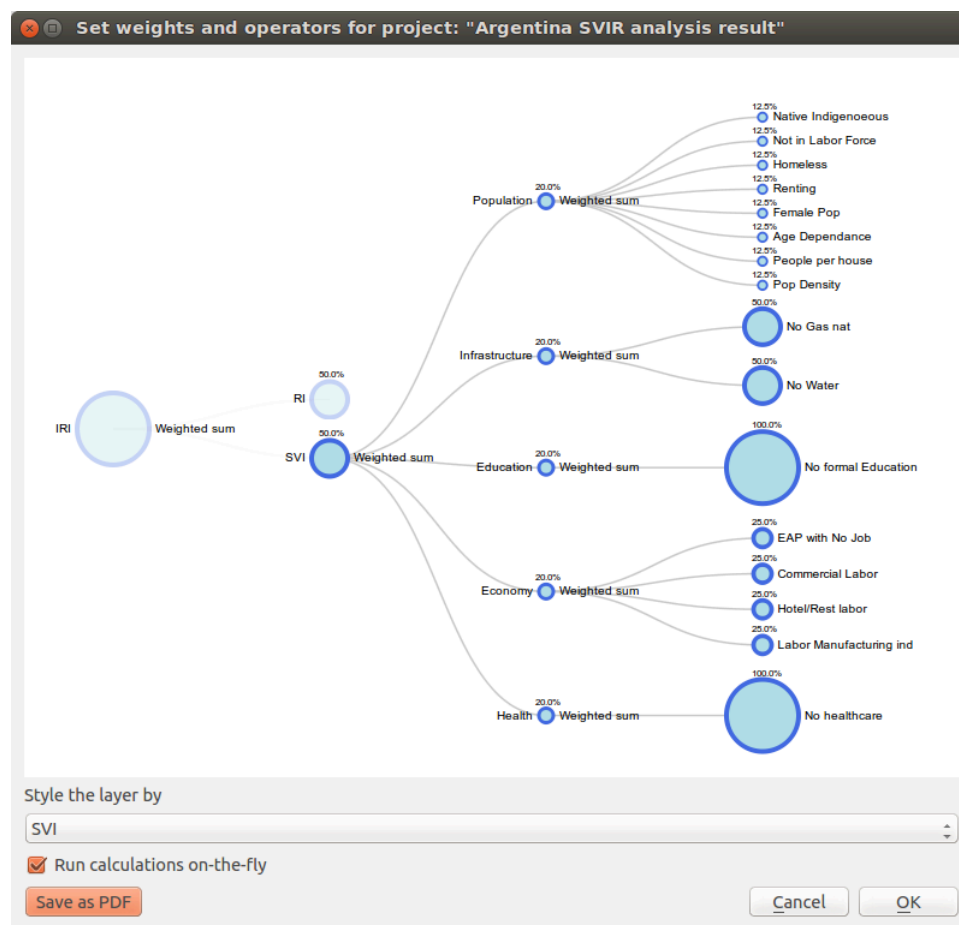 Set weights and operators for project: "Argentina SVIR analysis result"
12.5%
Native Indigenoeous
12.5%
Not in Labor Force
12.5%
Homeless
12.5%
Renting
12.5%
Female Pop
12.5%
Age Dependance
12.5%
People per house
12.5%
Pop Density
20.0%
Population Weighted sum
50.0%
No Gas nat
20.0%
Infrastructure Weighted sum
50.0%
No Water
50.0%
RI
IRI Weighted sum
50.0%
SVI Weighted sum
20.0%
Education Weighted sum
100.0%
No formal Education
25.0%
EAP with No Job
25.0%
Commercial Labor
20.0%
Economy Weighted sum
25.0%
Hotel/Rest labor
25.0%
Labor Manufacturing ind
20.0%
Health Weighted sum
100.0%
No healthcare
Style the layer by
SVI
Run calculations on-the-fly
Save as PDF
Cancel
OK